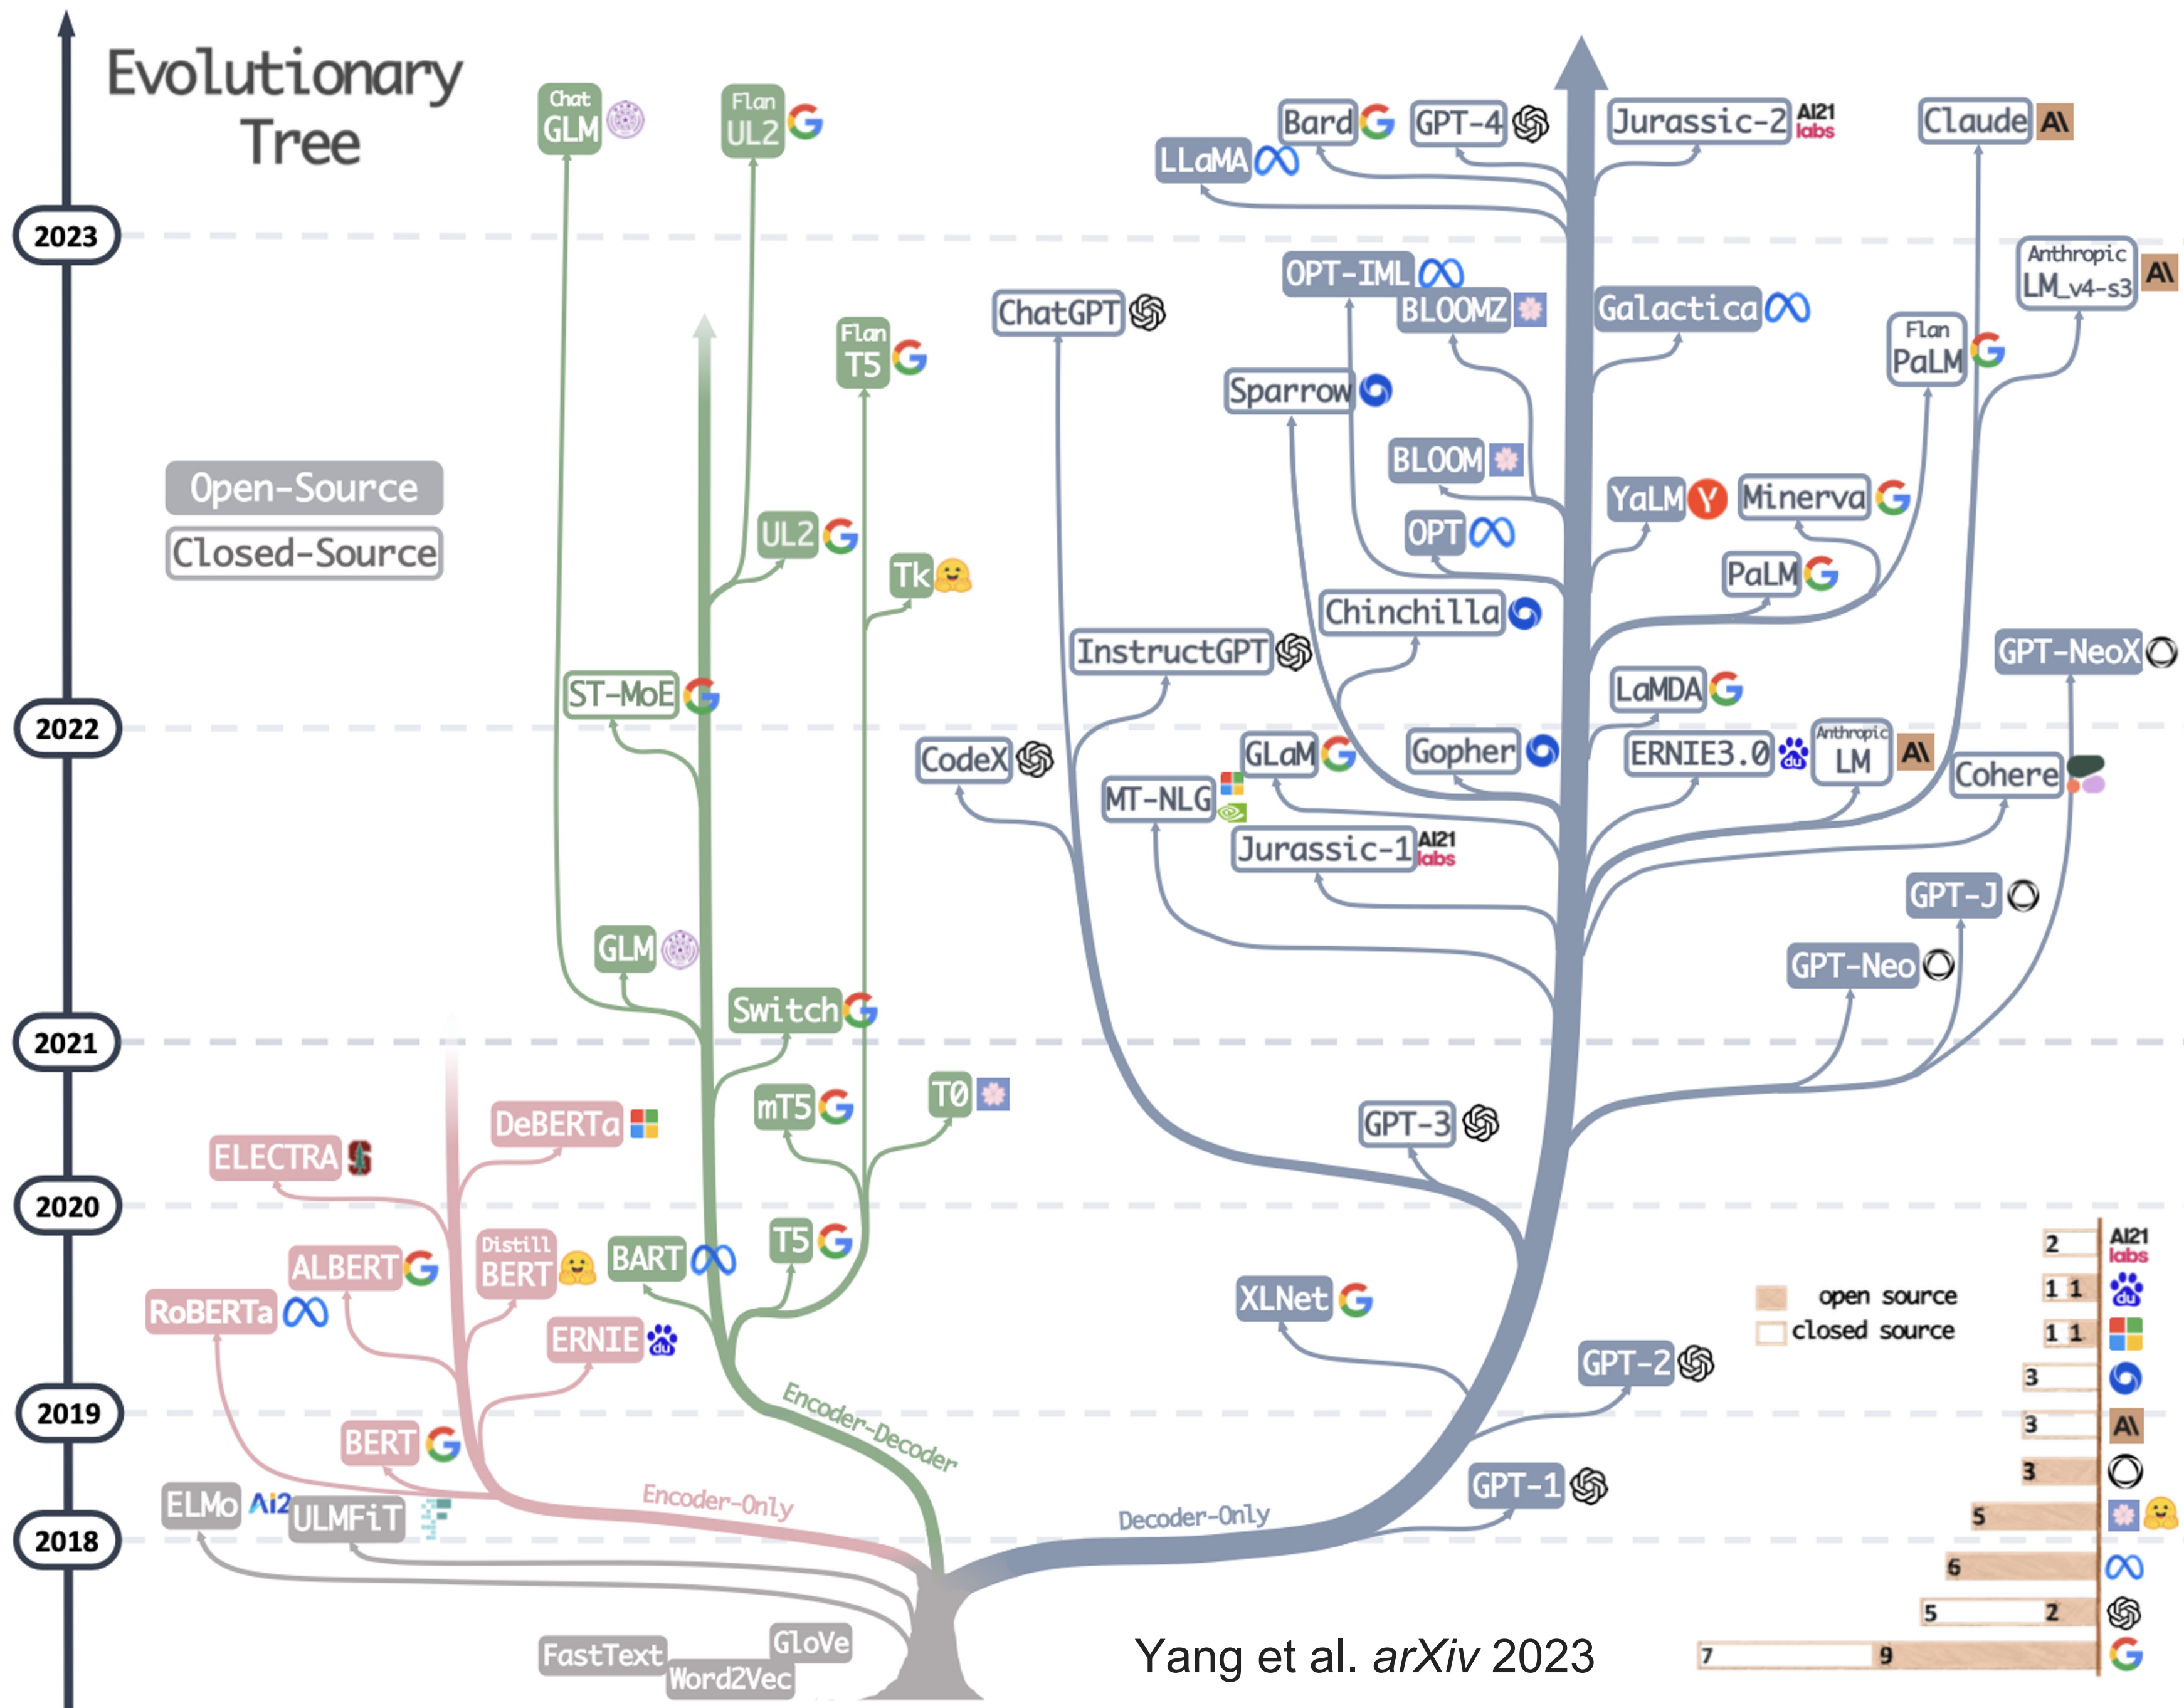 Evolutionary
Tree
Chat
GLM
Flan
UL2
Bard
GPT-4
Jurassic-2
AI21
labs
Claude
A\
LLaMA
2023
Anthropic
LM_v4-s3
A\
OPT-IML
BLOOMZ
Galactica
ChatGPT
Flan
T5
Flan
PaLM
Sparrow
BLOOM
Open-Source
YaLM
Y
Minerva
UL2
OPT
Closed-Source
Tk
PaLM
Chinchilla
InstructGPT
GPT-NeoX
ST-MoE
LaMDA
2022
CodeX
GLaM
Gopher
ERNIE3.0
du
Anthropic
LM
A\
Cohere
MT-NLG
Jurassic-1
AI21
labs
GPT-J
GLM
GPT-Neo
Switch
2021
mT5
T0
DeBERTa
GPT-3
ELECTRA
S
2020
T5
BART
Distill
BERT
ALBERT
RoBERTa
ERNIE
du
XLNet
GPT-2
2019
Encoder-Decoder
BERT
GPT-1
ELMo
Ai2
ULMFiT
Encoder-Only
Decoder-Only
2018
FastText
Word2Vec
GloVe
Yang et al. arXiv 2023
open source
closed source
2
AI21
labs
1 1
du
1 1
3
3
A\
3
5
6
5 2
7 9